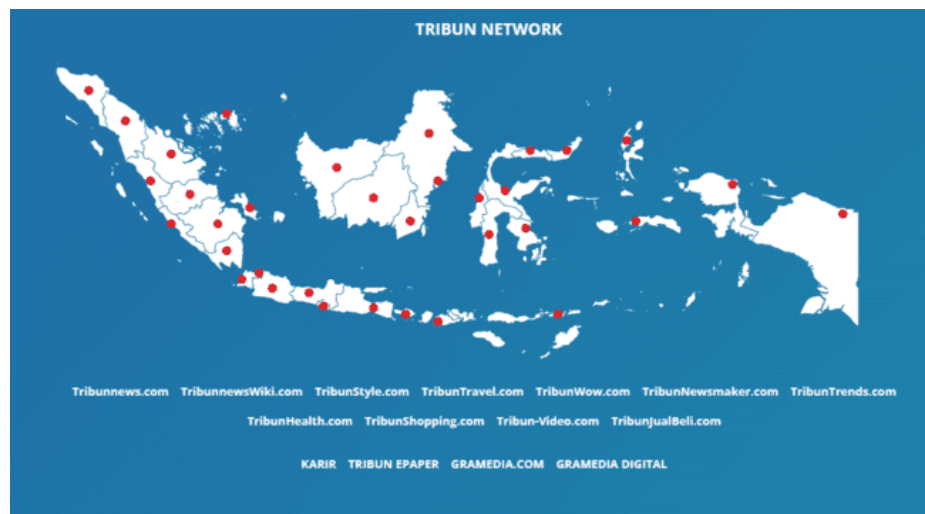 TRIBUN NETWORK
Tribunnews.com TribunnewsWiki.com TribunStyle.com TribunTravel.com TribunWow.com TribunNewsmaker.com TribunTrends.com
TribunHealth.com TribunShopping.com Tribun-Video.com TribunJualBeli.com
KARIR TRIBUN EPAPER GRAMEDIA.COM GRAMEDIA DIGITAL